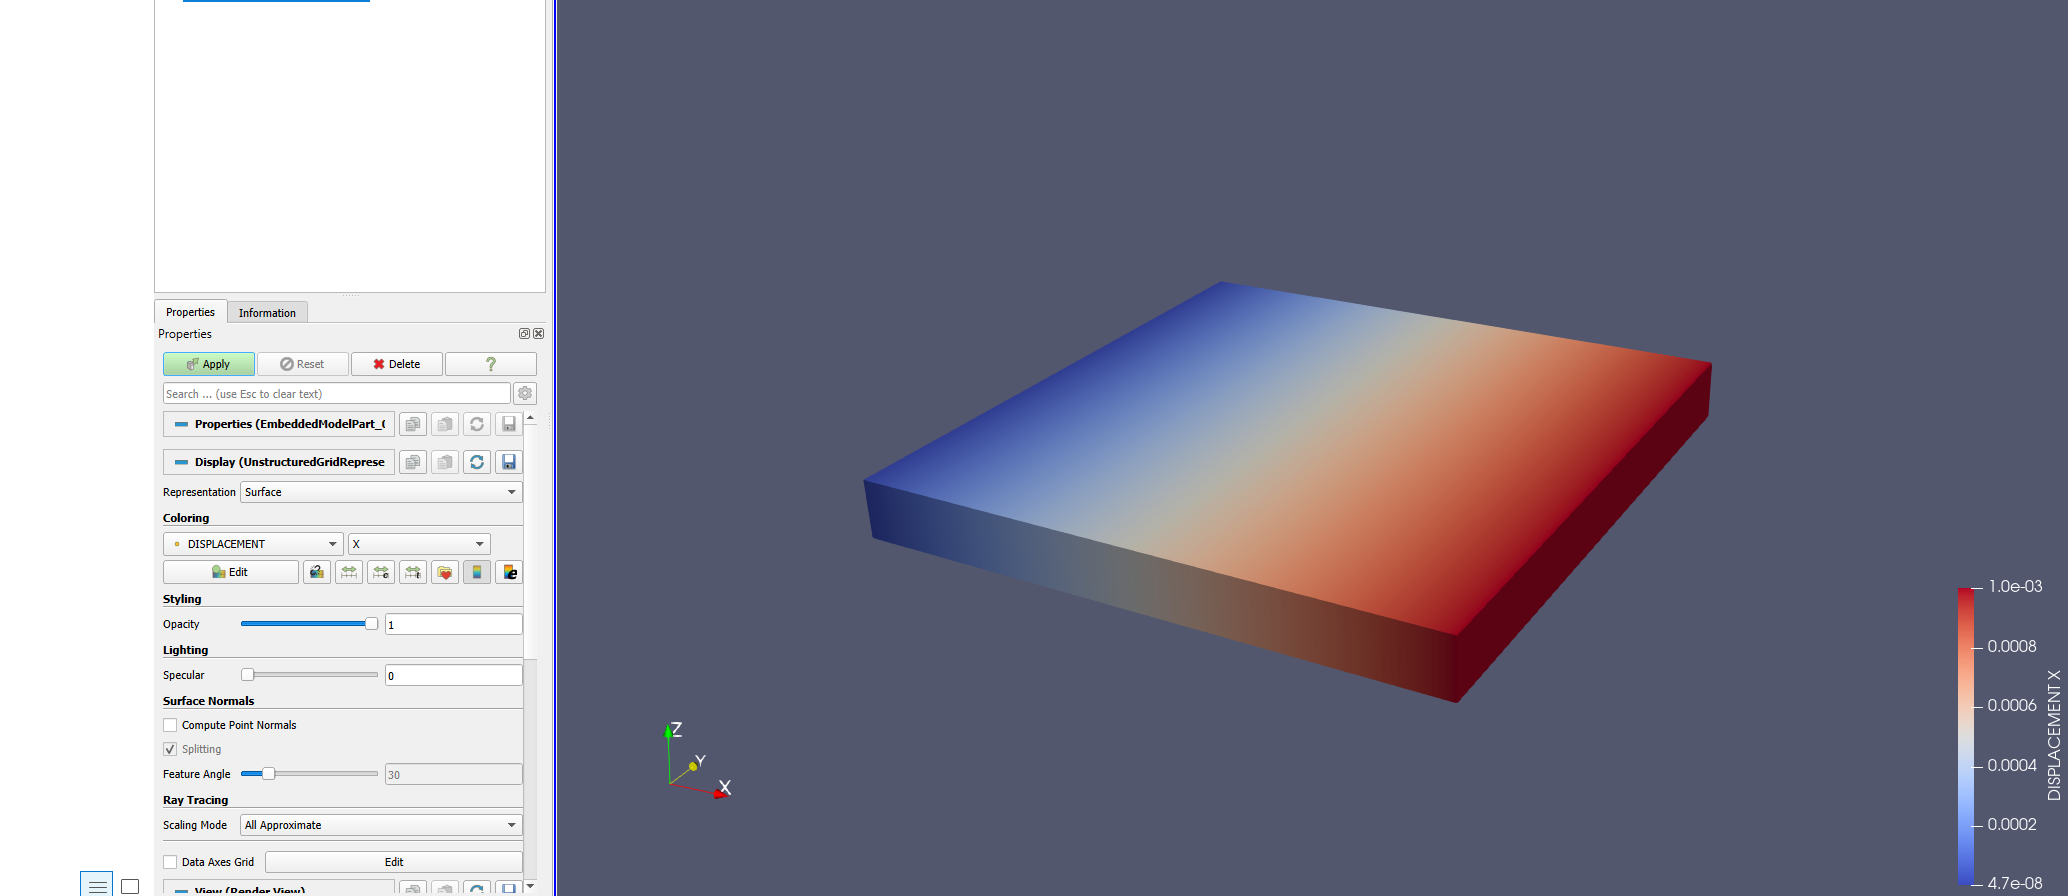 Properties
Information
Properties
Apply
Reset
Delete
?
Search ... (use Esc to clear text)
Properties (EmbeddedModelPart_(
Display (UnstructuredGridReprese
Representation Surface
Coloring
DISPLACEMENT
X
Edit
Styling
Opacity
1
Lighting
Specular
0
Surface Normals
Compute Point Normals
Splitting
Feature Angle
30
Ray Tracing
Scaling Mode All Approximate
Data Axes Grid
Edit
View (Render View)
Z
Y
X
1.0e-03
0.0008
0.0006
0.0004
0.0002
4.7e-08
DISPLACEMENT X